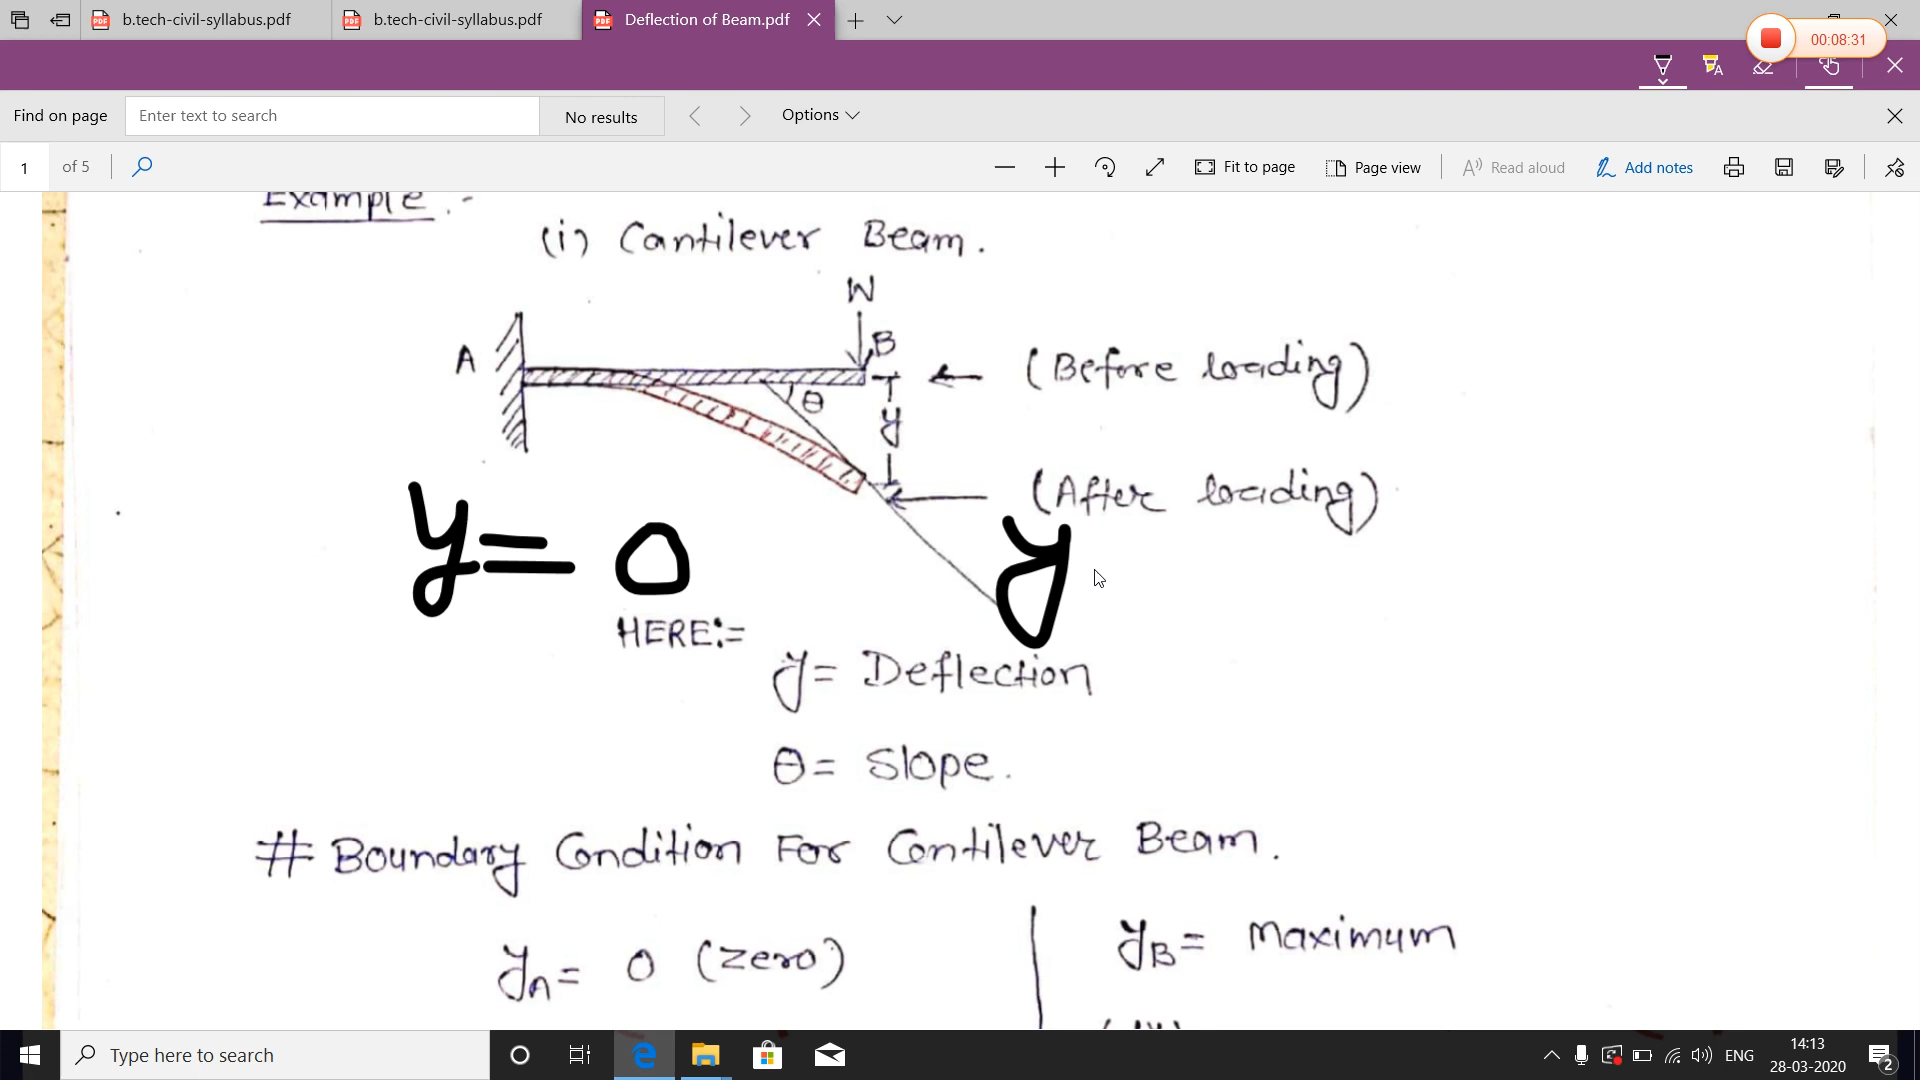 b.tech-civil-syllabus.pdf
b.tech-civil-syllabus.pdf
Deflection of Beam.pdf
00:08:31
Find on page
Enter text to search
No results
Options
1 of 5
Fit to page
Page view
Read aloud
Add notes
Example :-
(i) Cantilever Beam.
W
A
B
(Before loading)
θ
y
(After loading)
y = 0
y
HERE:=
y = Deflection
θ = Slope.
# Boundary Condition For Cantilever Beam.
yA = 0 (zero)
yB = Maximum
Type here to search
ENG
14:13
28-03-2020
2